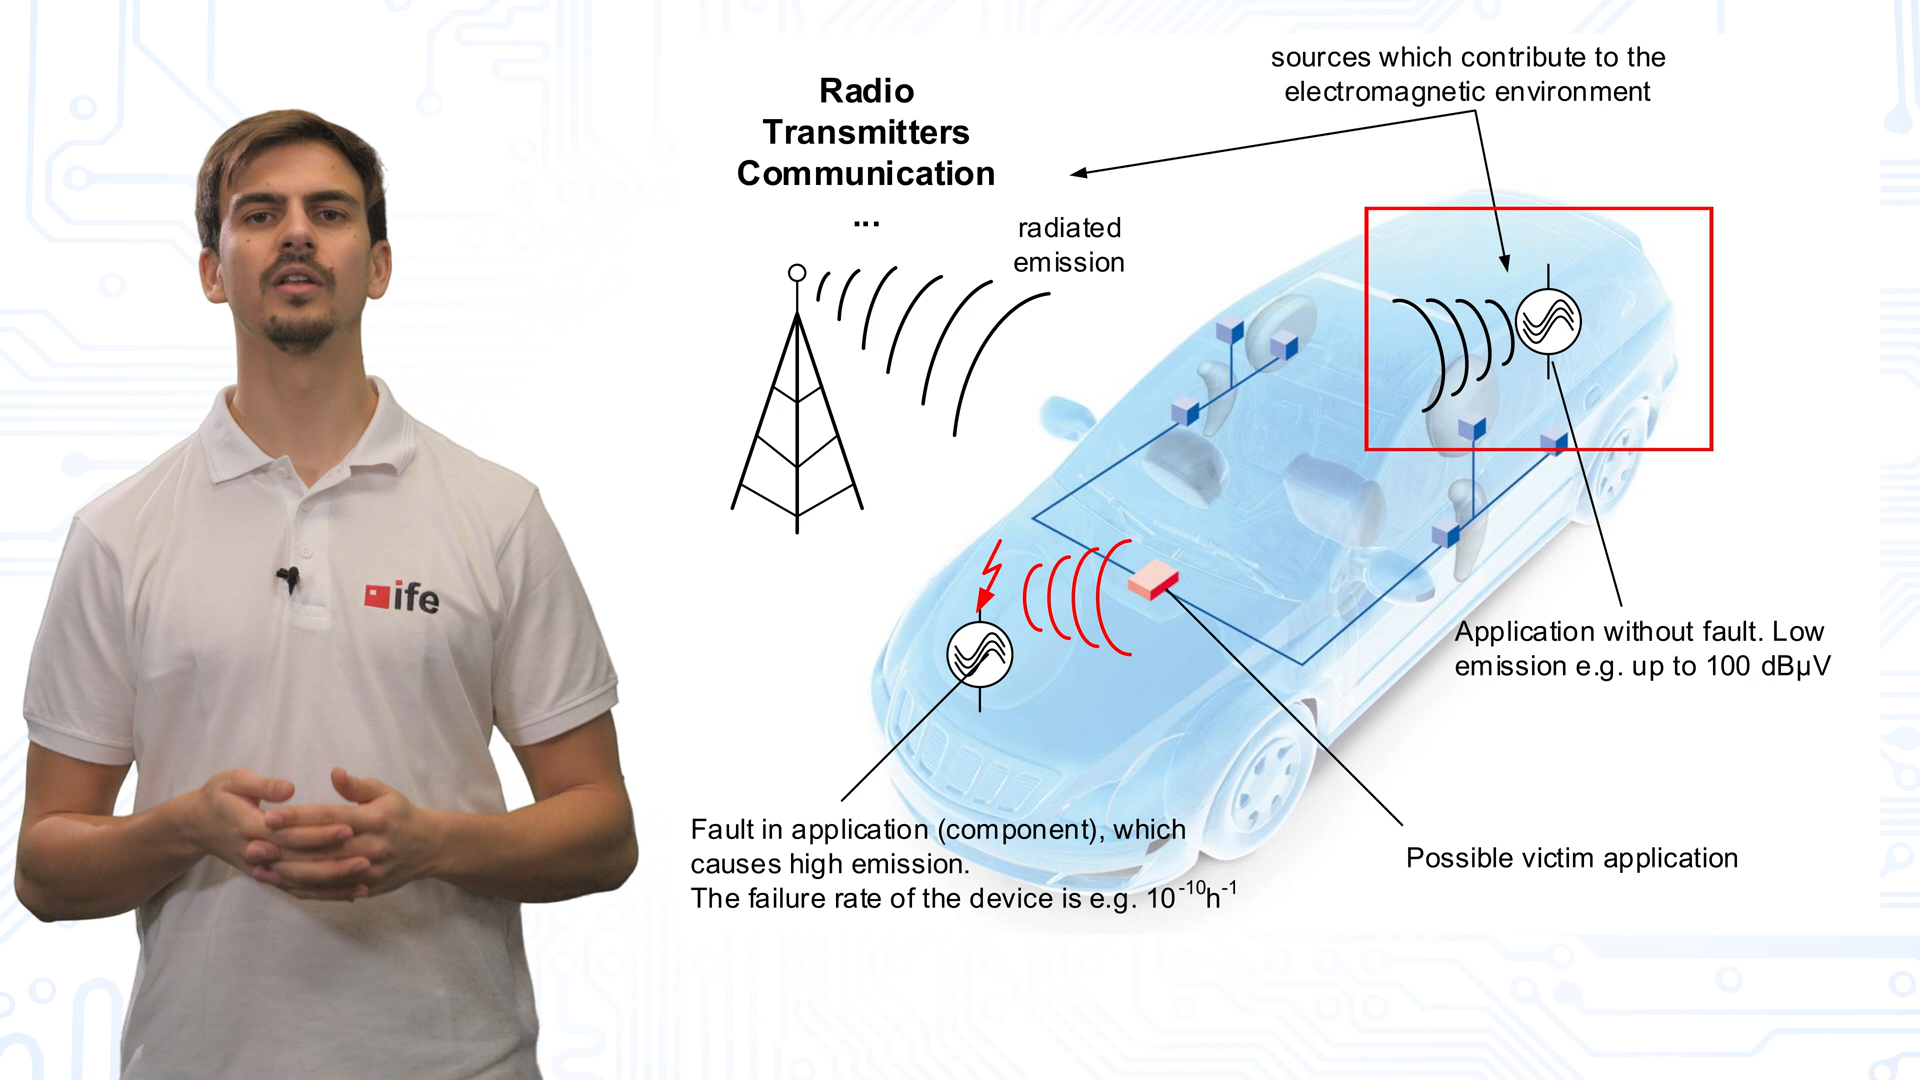 sources which contribute to the
electromagnetic environment
Radio
Transmitters
Communication
...
radiated
emission
ife
Application without fault. Low
emission e.g. up to 100 dBµV
Fault in application (component), which
causes high emission.
The failure rate of the device is e.g. 10⁻¹⁰h⁻¹
Possible victim application